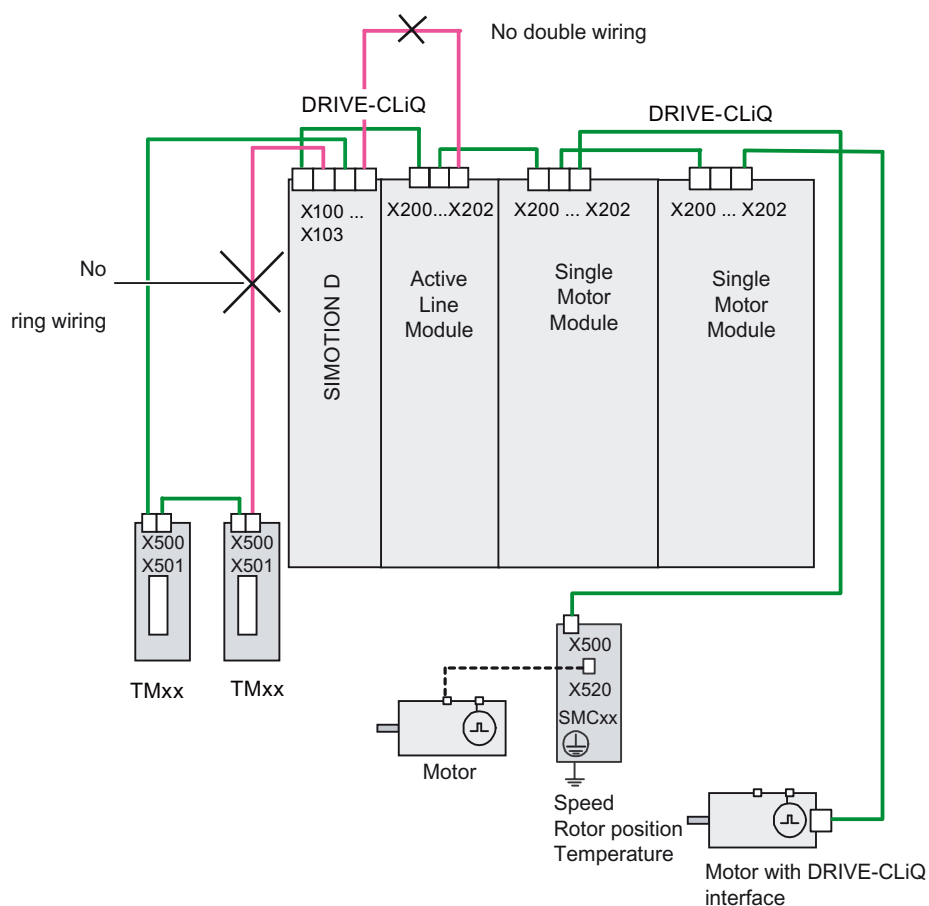 No double wiring
DRIVE-CLiQ
DRIVE-CLiQ
X100 ...
X103
X200...X202
X200 ... X202
X200 ... X202
No
ring wiring
SIMOTION D
Active
Line
Module
Single
Motor
Module
Single
Motor
Module
X500
X501
X500
X501
TMxx
TMxx
X500
X520
SMCxx
Motor
Speed
Rotor position
Temperature
Motor with DRIVE-CLiQ
interface